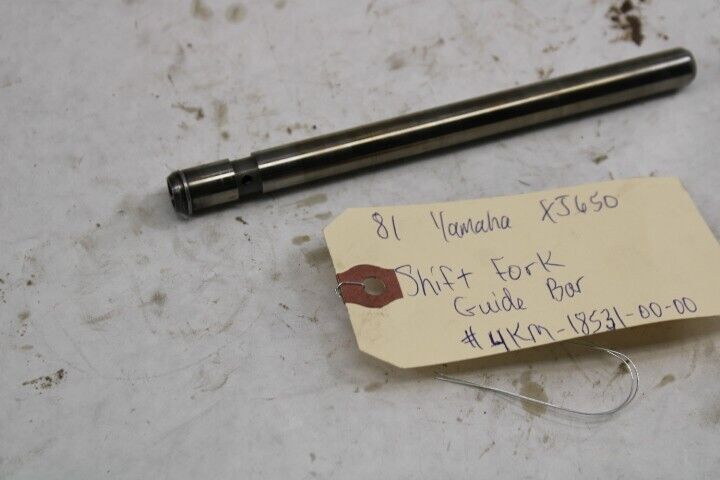 81 Yamaha XJ650
Shift Fork
Guide Bar
#4KM-18531-00-00